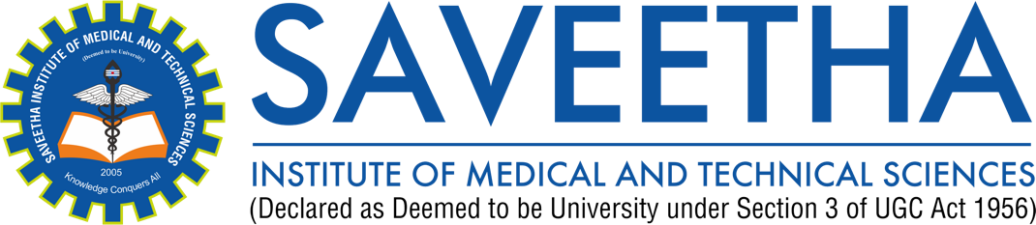 SAVEETHA INSTITUTE OF MEDICAL AND TECHNICAL SCIENCES
(Deemed to be University)
2005
Knowledge Conquers All
SAVEETHA
INSTITUTE OF MEDICAL AND TECHNICAL SCIENCES
(Declared as Deemed to be University under Section 3 of UGC Act 1956)